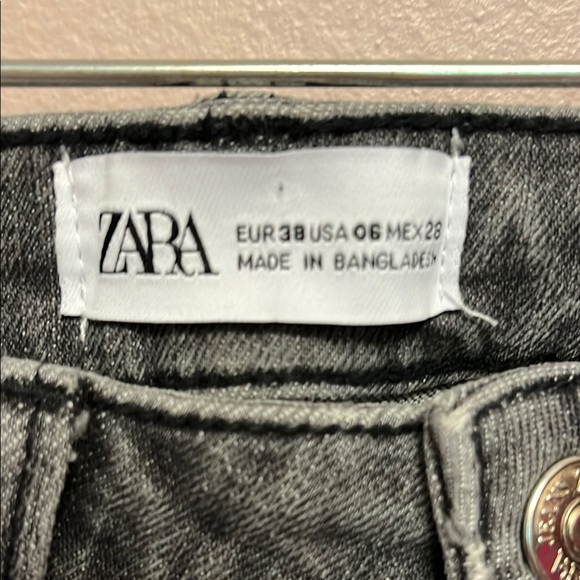 ZARA
EUR 38 USA 06 MEX 28
MADE IN BANGLADESH